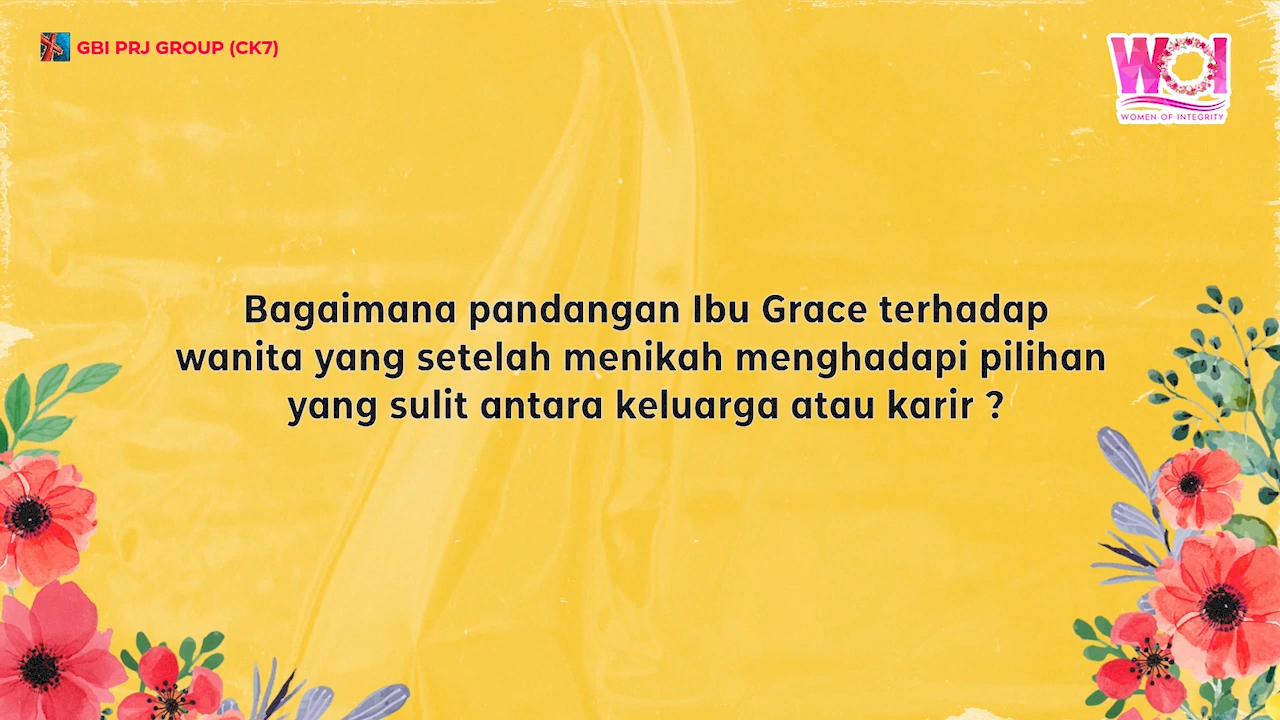 GBI PRJ GROUP (CK7)
WOI
WOMEN OF INTEGRITY
Bagaimana pandangan Ibu Grace terhadap
wanita yang setelah menikah menghadapi pilihan
yang sulit antara keluarga atau karir ?